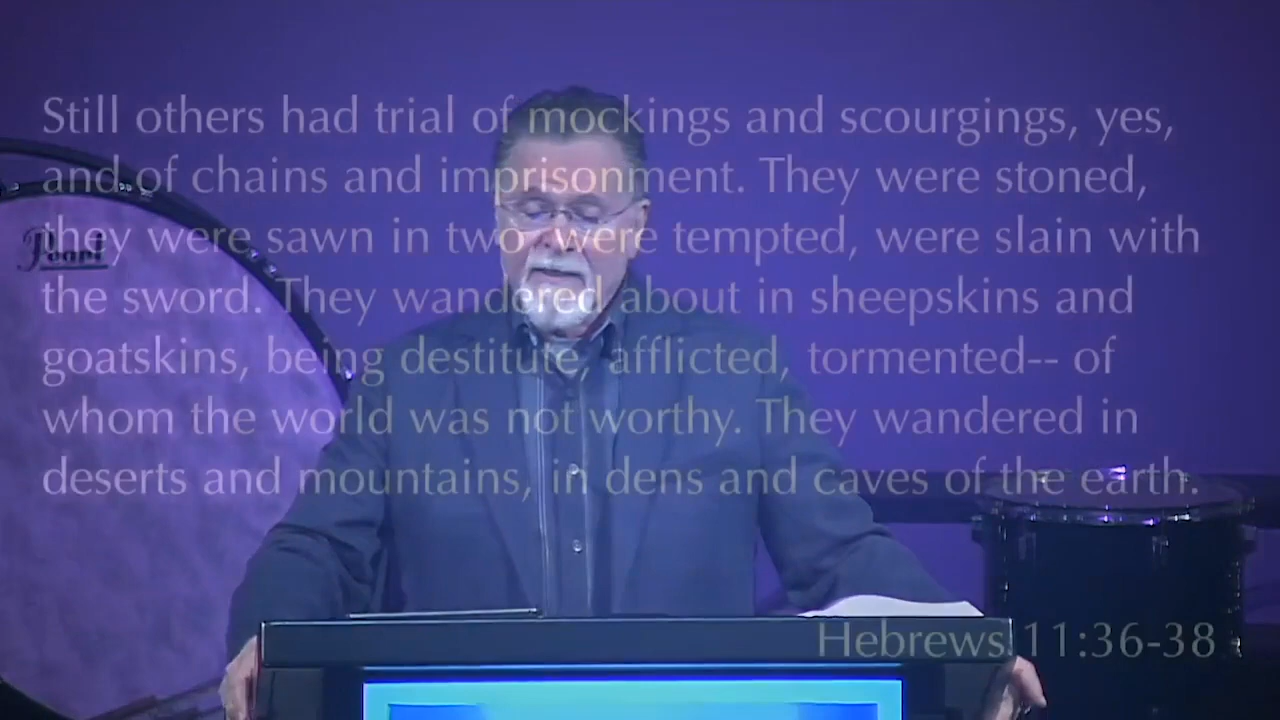 Still others had trial of mockings and scourgings, yes,
and of chains and imprisonment. They were stoned,
they were sawn in two, were tempted, were slain with
the sword. They wandered about in sheepskins and
goatskins, being destitute, afflicted, tormented-- of
whom the world was not worthy. They wandered in
deserts and mountains, in dens and caves of the earth.
Hebrews 11:36-38
Pearl